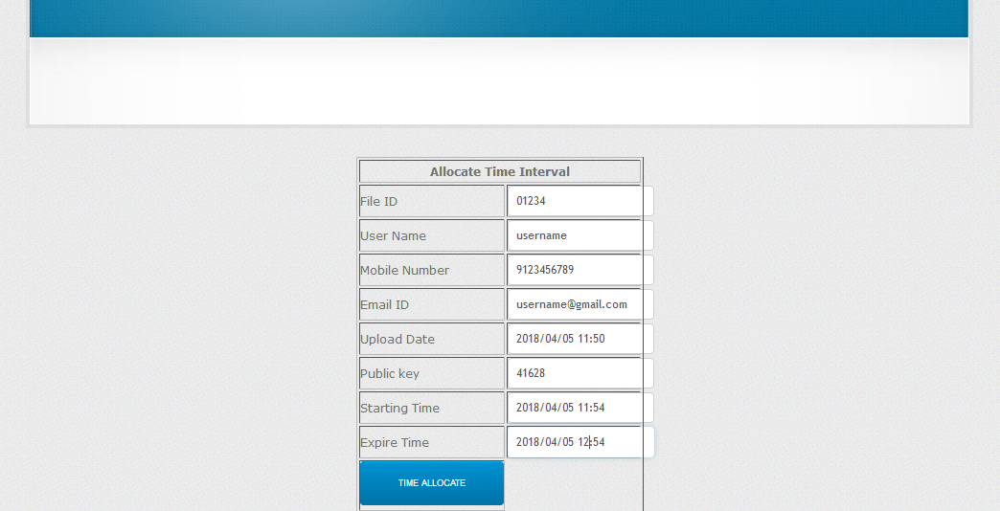 Allocate Time Interval
File ID 01234
User Name username
Mobile Number 9123456789
Email ID username@gmail.com
Upload Date 2018/04/05 11:50
Public key 41628
Starting Time 2018/04/05 11:54
Expire Time 2018/04/05 12:54
TIME ALLOCATE